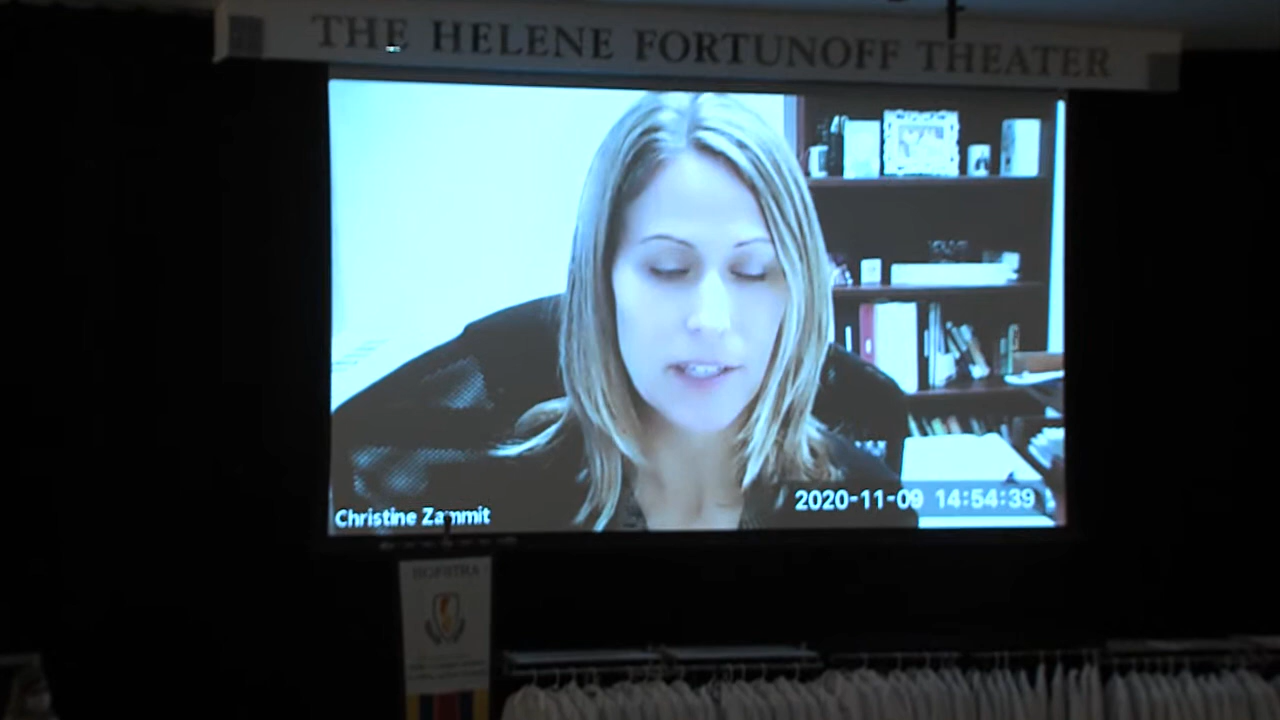 THE HELENE FORTUNOFF THEATER
Christine Zammit
2020-11-09 14:54:39
HOFSTRA